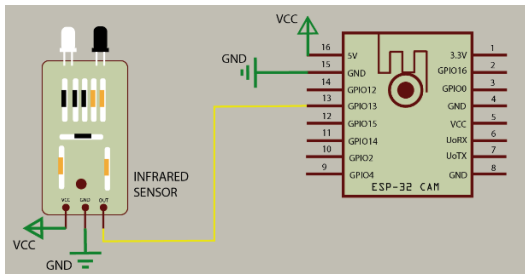 VCC
GND
16 5V
15 GND
14 GPIO12
13 GPIO13
12 GPIO15
11 GPIO14
10 GPIO2
9 GPIO4
3.3V 1
GPIO16 2
GPIO0 3
GND 4
VCC 5
UoRX 6
UoTX 7
GND 8
ESP-32 CAM
INFRARED
SENSOR
VCC GND OUT
VCC
GND